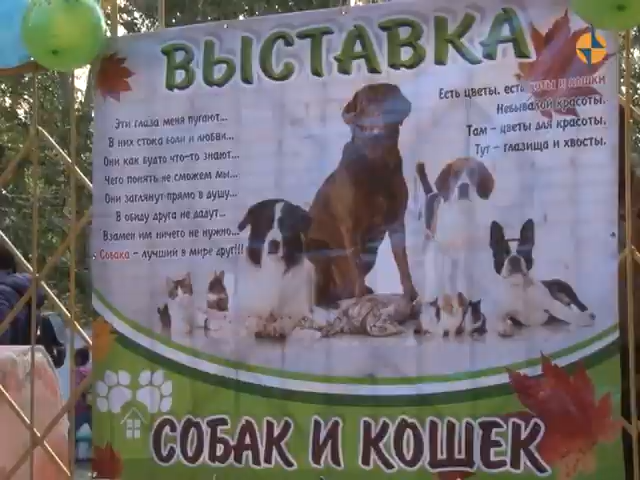 ВЫСТАВКА
Эти глаза меня пугают...
В них стока боли и любви...
Они как будто что-то знают...
Чего понять не сможем мы...
Они заглянут прямо в душу...
В обиду друга не дадут...
Взамен им ничего не нужно...
Собака - лучший в мире друг!!!
Есть цветы, есть коты и кошки
Небывалой красоты.
Там - цветы для красоты,
Тут - глазища и хвосты.
СОБАК И КОШЕК